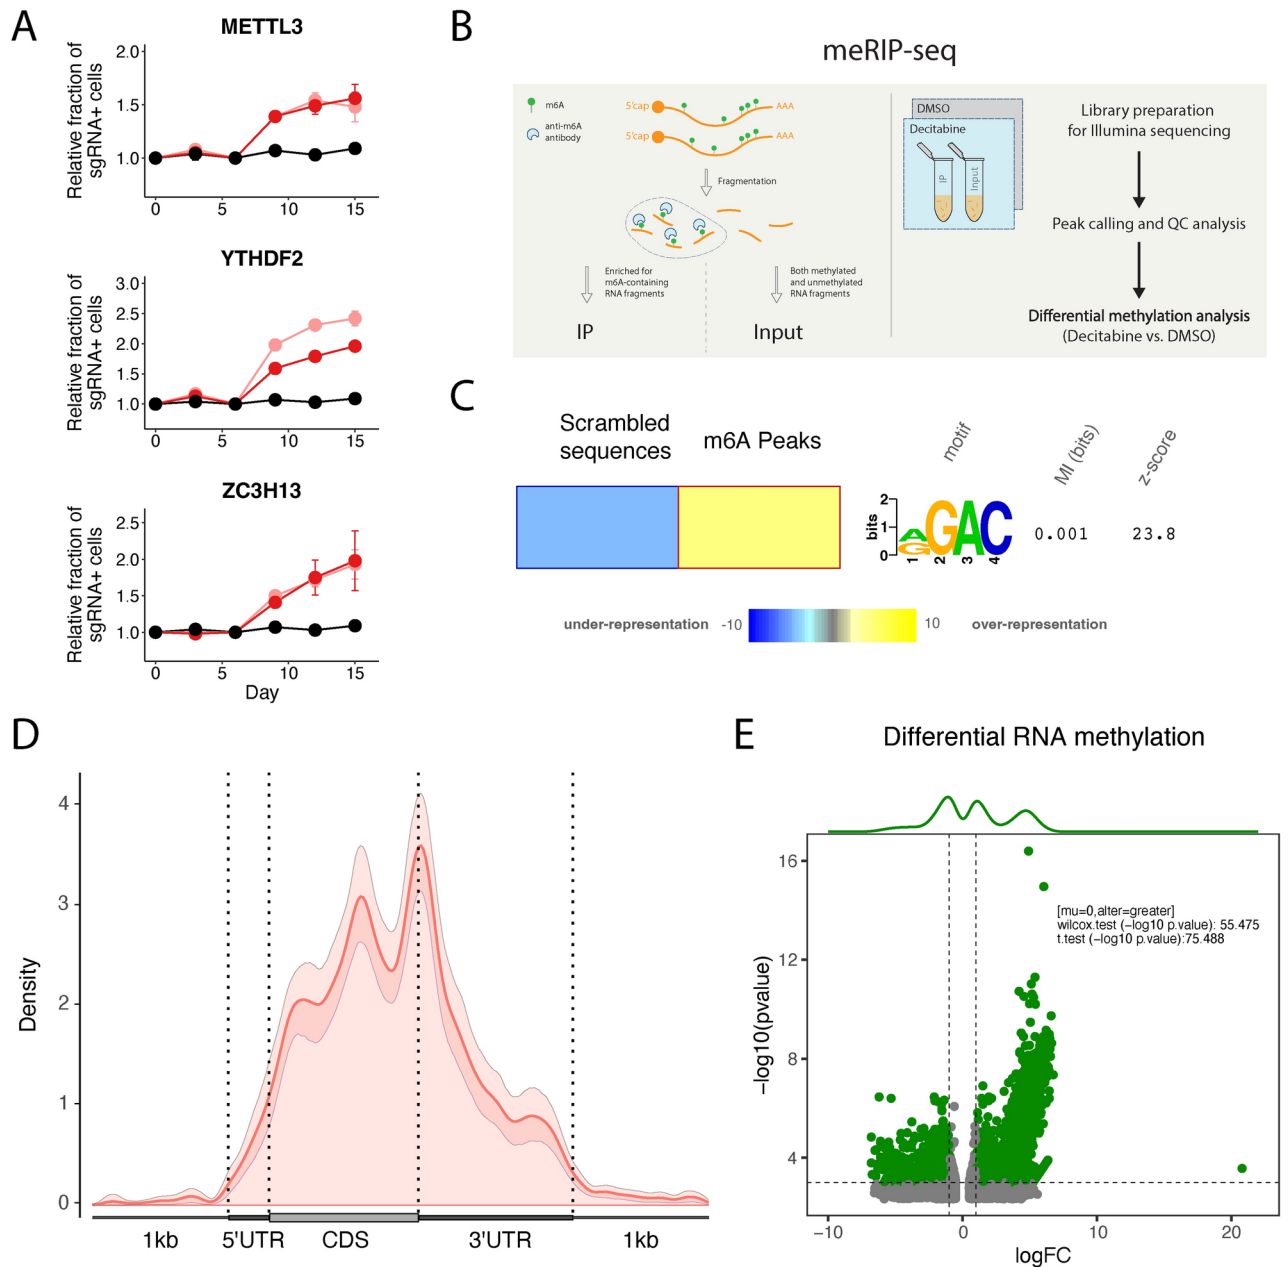 A
METTL3
Relative fraction of
sgRNA+ cells
2.0
1.5
1.0
0 5 10 15
YTHDF2
Relative fraction of
sgRNA+ cells
3.0
2.5
2.0
1.5
1.0
0 5 10 15
ZC3H13
Relative fraction of
sgRNA+ cells
2.5
2.0
1.5
1.0
0 5 10 15
Day
B
meRIP-seq
m6A
anti-m6A
antibody
5'cap AAA
5'cap AAA
Fragmentation
Enriched for
m6A-containing
RNA fragments
Both methylated
and unmethylated
RNA fragments
IP
Input
DMSO
Decitabine
IP
Input
Library preparation
for Illumina sequencing
Peak calling and QC analysis
Differential methylation analysis
(Decitabine vs. DMSO)
C
Scrambled
sequences
m6A Peaks
motif
MI (bits)
z-score
bits
2
1
0
A
G
GAC
1 2 3 4
0.001
23.8
under-representation -10 10 over-representation
D
Density
4
3
2
1
0
1kb 5'UTR CDS 3'UTR 1kb
E
Differential RNA methylation
[mu=0,alter=greater]
wilcox.test (−log10 p.value): 55.475
t.test (−log10 p.value):75.488
−log10(pvalue)
16
12
8
4
−10 0 10 20
logFC